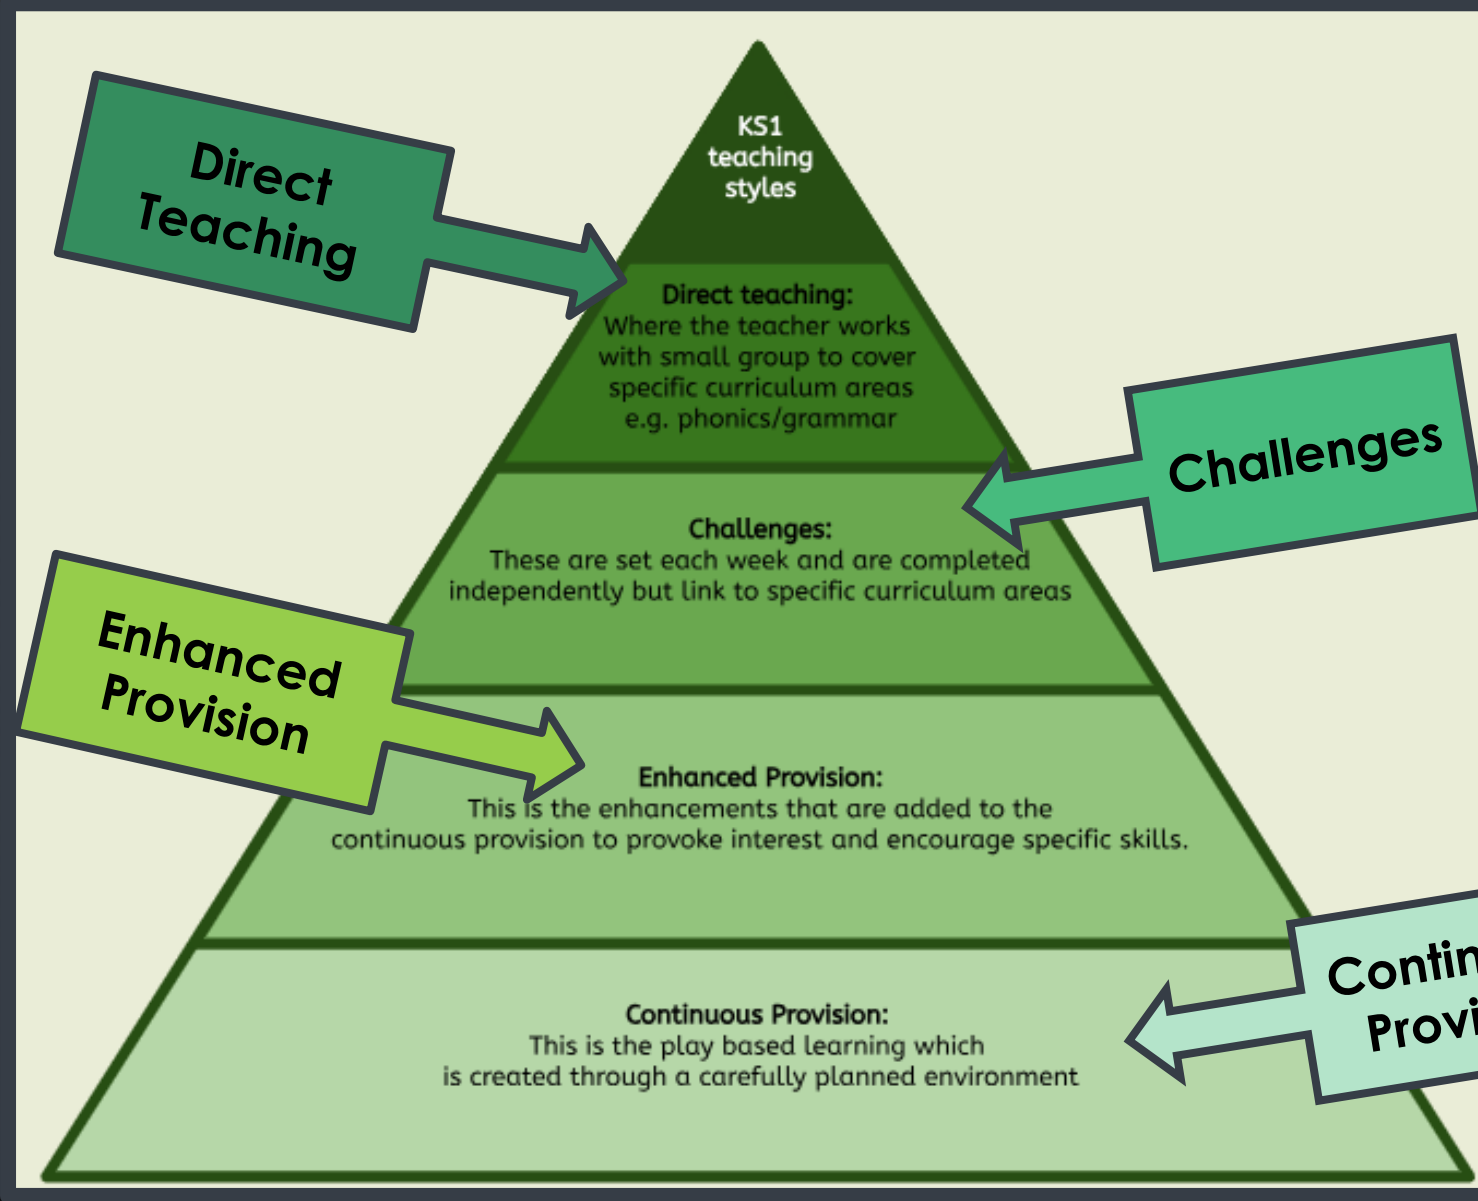 KS1
teaching
styles
Direct
Teaching
Direct teaching:
Where the teacher works
with small group to cover
specific curriculum areas
e.g. phonics/grammar
Challenges
Challenges:
These are set each week and are completed
independently but link to specific curriculum areas
Enhanced
Provision
Enhanced Provision:
This is the enhancements that are added to the
continuous provision to provoke interest and encourage specific skills.
Continuous Provision:
This is the play based learning which
is created through a carefully planned environment